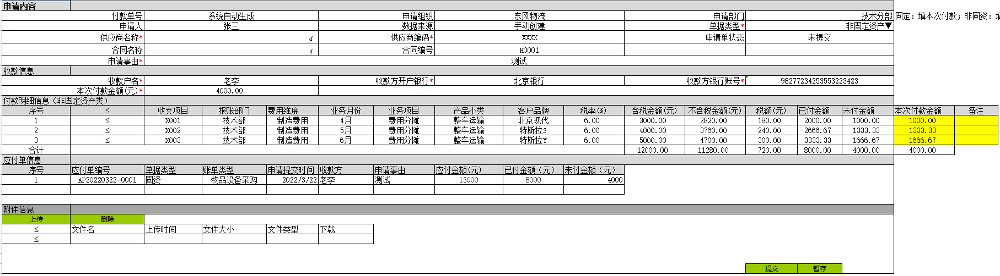 申请内容
付款单号 系统自动生成 申请组织 东风物流 申请部门 技术分部 固定：填本次付款；非固资：填
申请人 张三 数据来源 手动创建 单据类型* 非固定资产▼
供应商名称* 供应商编码* XXXX 申请单状态 未提交
合同名称 合同编号 H0001
申请事由* 测试
收款信息
收款户名* 老李 收款方开户银行* 北京银行 收款方银行账号* 98277234253553223423
本次付款金额(元)* 4000.00
付款明细信息（非固定资产类）
序号 ≤ 收支项目 报账部门 费用维度 业务月份 业务项目 产品小类 客户品牌 税率(%) 含税金额(元) 不含税金额(元) 税额(元) 已付金额 未付金额 本次付款金额 备注
1 ≤ X001 技术部 制造费用 4月 费用分摊 整车运输 北京现代 6.00 3000.00 2820.00 180.00 2000.00 1000.00 1000.00
2 ≤ X002 技术部 制造费用 5月 费用分摊 整车运输 特斯拉S 6.00 4000.00 3760.00 240.00 2666.67 1333.33 1333.33
3 ≤ X003 技术部 制造费用 6月 费用分摊 整车运输 特斯拉Y 6.00 5000.00 4700.00 300.00 3333.33 1666.67 1666.67
合计 12000.00 11280.00 720.00 8000.00 4000.00 4000.00
应付单信息
序号 应付单编号 单据类型 账单类型 申请提交时间 收款方 申请事由 应付金额(元) 已付金额（元） 未付金额（元）
1 AP20220322-0001 固资 物品设备采购 2022/3/22 老李 测试 13000 8000 4000
附件信息
上传 删除
≤ 文件名 上传时间 文件大小 文件类型 下载
≤
提交 暂存